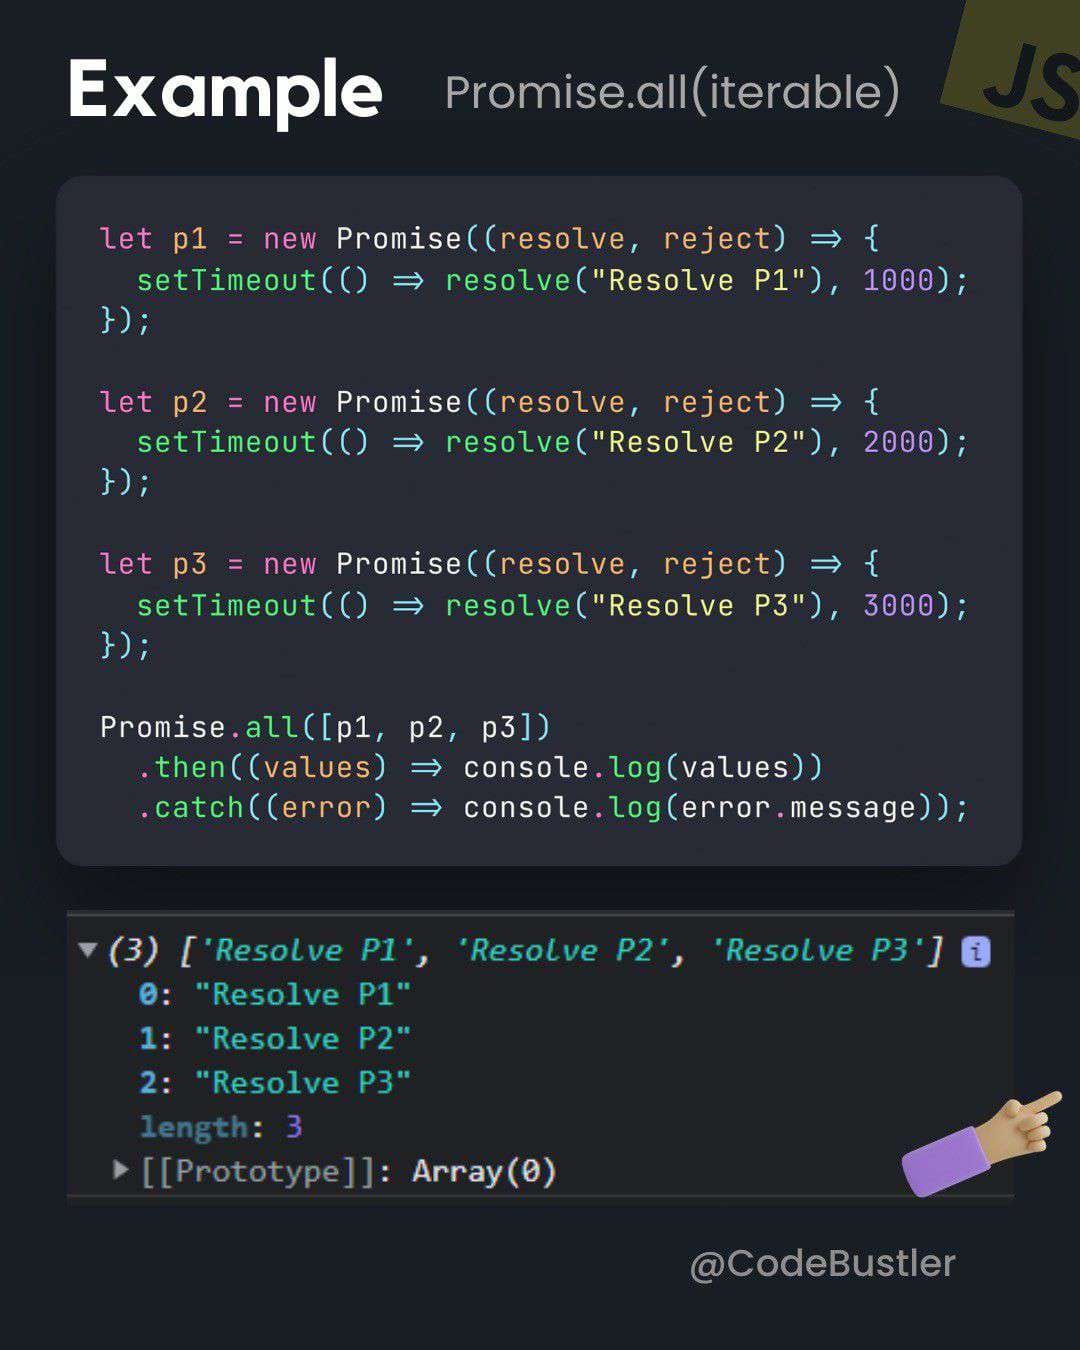 Example
Promise.all(iterable)
JS
let p1 = new Promise((resolve, reject) => {
  setTimeout(() => resolve("Resolve P1"), 1000);
});
let p2 = new Promise((resolve, reject) => {
  setTimeout(() => resolve("Resolve P2"), 2000);
});
let p3 = new Promise((resolve, reject) => {
  setTimeout(() => resolve("Resolve P3"), 3000);
});
Promise.all([p1, p2, p3])
  .then((values) => console.log(values))
  .catch((error) => console.log(error.message));
▼ (3) ['Resolve P1', 'Resolve P2', 'Resolve P3'] i
0: "Resolve P1"
1: "Resolve P2"
2: "Resolve P3"
length: 3
▶ [[Prototype]]: Array(0)
@CodeBustler